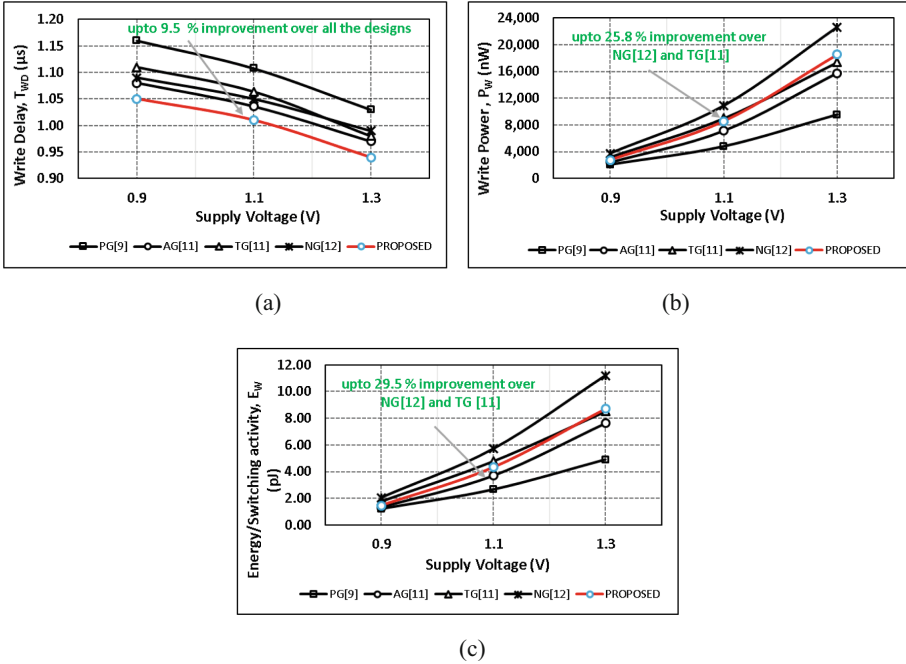 upto 9.5 % improvement over all the designs
Write Delay, TWD (µs)
1.20
1.15
1.10
1.05
1.00
0.95
0.90
0.9 1.1 1.3
Supply Voltage (V)
PG[9] AG[11] TG[11] NG[12] PROPOSED
(a)
upto 25.8 % improvement over
NG[12] and TG[11]
Write Power , PW (nW)
24,000
20,000
16,000
12,000
8,000
4,000
0
0.9 1.1 1.3
Supply Voltage (V)
PG[9] AG[11] TG[11] NG[12] PROPOSED
(b)
upto 29.5 % improvement over
NG[12] and TG [11]
Energy/Switching activity, EW
(pJ)
12.00
10.00
8.00
6.00
4.00
2.00
0.00
0.9 1.1 1.3
Supply Voltage (V)
PG[9] AG[11] TG[11] NG[12] PROPOSED
(c)